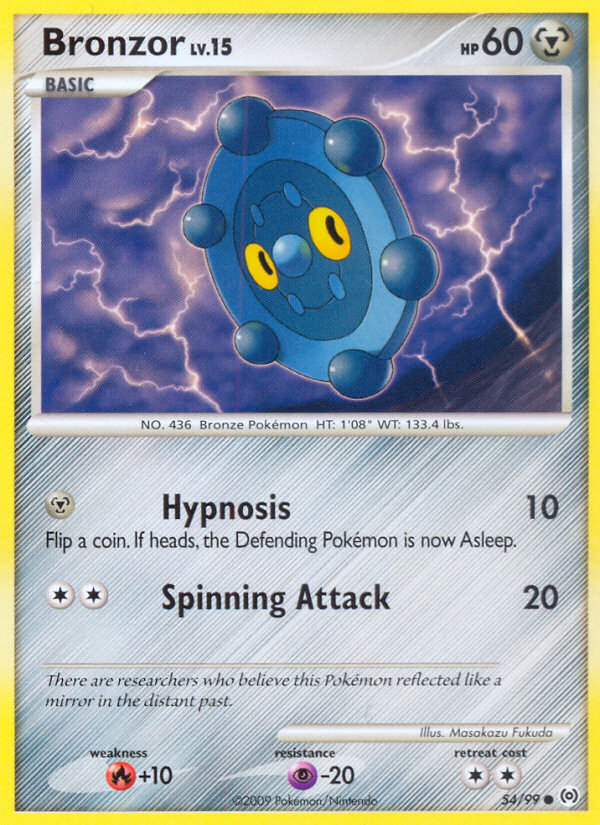 Bronzor LV.15 HP 60
BASIC
NO. 436 Bronze Pokémon HT: 1'08" WT: 133.4 lbs.
Hypnosis 10
Flip a coin. If heads, the Defending Pokémon is now Asleep.
Spinning Attack 20
There are researchers who believe this Pokémon reflected like a
mirror in the distant past.
Illus. Masakazu Fukuda
weakness resistance retreat cost
+10 -20
©2009 Pokémon/Nintendo 54/99